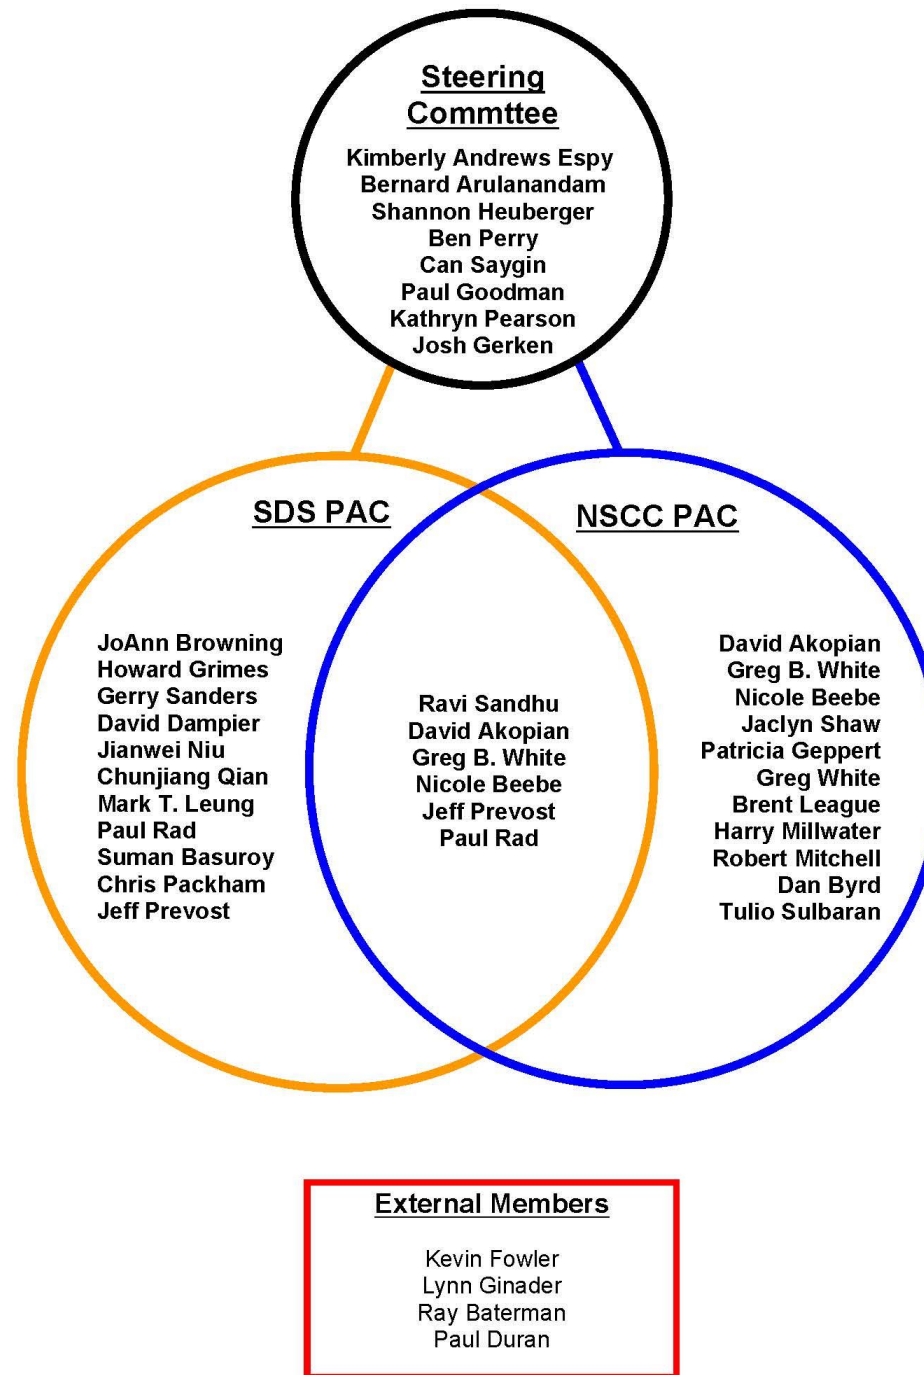 Steering
Commttee
Kimberly Andrews Espy
Bernard Arulanandam
Shannon Heuberger
Ben Perry
Can Saygin
Paul Goodman
Kathryn Pearson
Josh Gerken
SDS PAC
JoAnn Browning
Howard Grimes
Gerry Sanders
David Dampier
Jianwei Niu
Chunjiang Qian
Mark T. Leung
Paul Rad
Suman Basuroy
Chris Packham
Jeff Prevost
Ravi Sandhu
David Akopian
Greg B. White
Nicole Beebe
Jeff Prevost
Paul Rad
NSCC PAC
David Akopian
Greg B. White
Nicole Beebe
Jaclyn Shaw
Patricia Geppert
Greg White
Brent League
Harry Millwater
Robert Mitchell
Dan Byrd
Tulio Sulbaran
External Members
Kevin Fowler
Lynn Ginader
Ray Baterman
Paul Duran